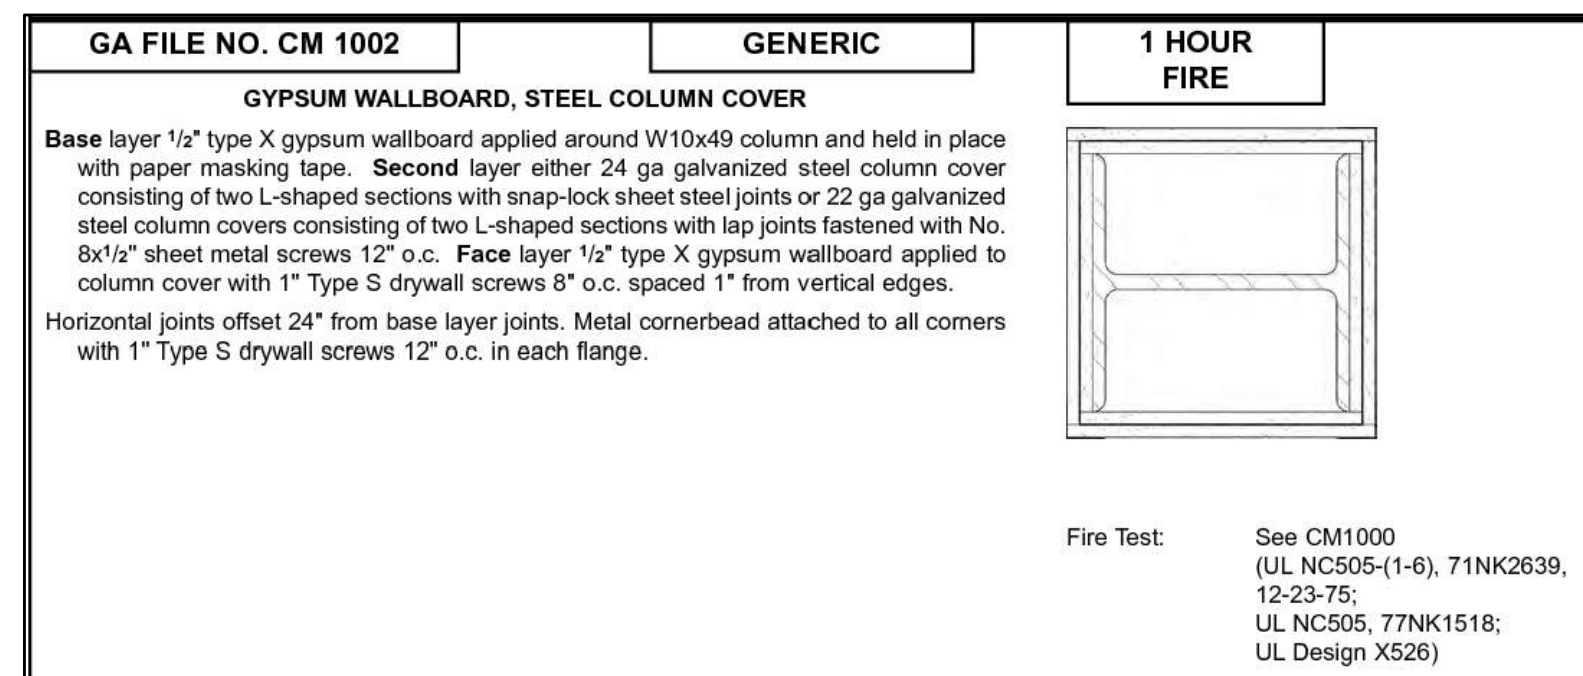 GA FILE NO. CM 1002
GENERIC
1 HOUR
FIRE
GYPSUM WALLBOARD, STEEL COLUMN COVER
Base layer 1/2" type X gypsum wallboard applied around W10x49 column and held in place
with paper masking tape. Second layer either 24 ga galvanized steel column cover
consisting of two L-shaped sections with snap-lock sheet steel joints or 22 ga galvanized
steel column covers consisting of two L-shaped sections with lap joints fastened with No.
8x1/2" sheet metal screws 12" o.c. Face layer 1/2" type X gypsum wallboard applied to
column cover with 1" Type S drywall screws 8" o.c. spaced 1" from vertical edges.
Horizontal joints offset 24" from base layer joints. Metal cornerbead attached to all corners
with 1" Type S drywall screws 12" o.c. in each flange.
Fire Test: See CM1000
(UL NC505-(1-6), 71NK2639,
12-23-75;
UL NC505, 77NK1518;
UL Design X526)